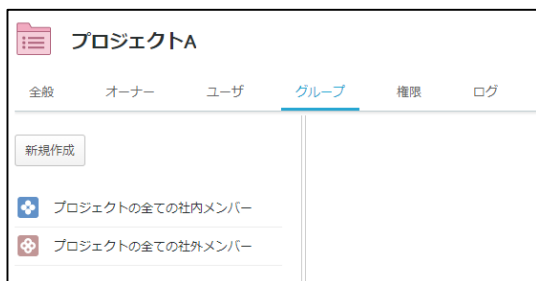 プロジェクトA
全般 オーナー ユーザ グループ 権限 ログ
新規作成
プロジェクトの全ての社内メンバー
プロジェクトの全ての社外メンバー